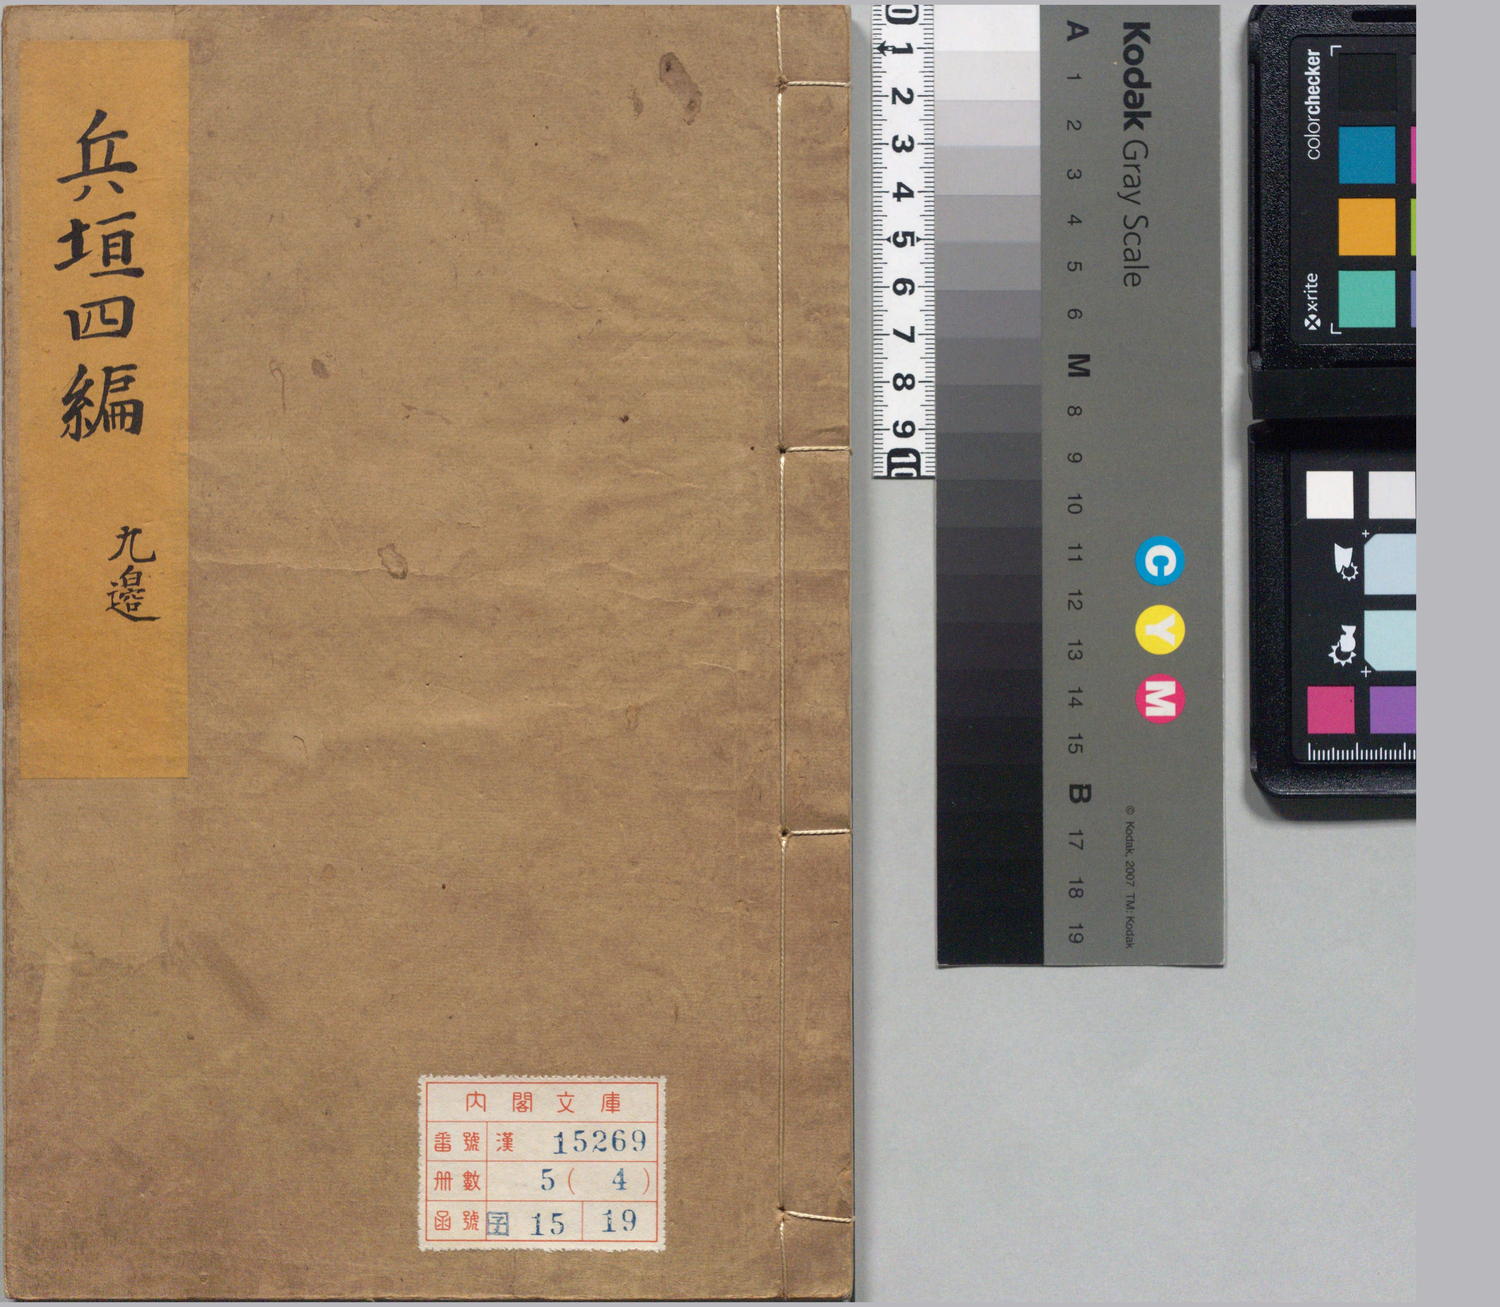 兵垣四編
九邊
内閣文庫
番號 漢 15269
册數 5(4)
函號 子 15 19
0 1 2 3 4 5 6 7 8 9 10
A 1 2 3 4 5 6 M 8 9 10 11 12 13 14 15 B 17 18 19
Kodak Gray Scale
C Y M
© Kodak, 2007 TM: Kodak
colorchecker
x-rite